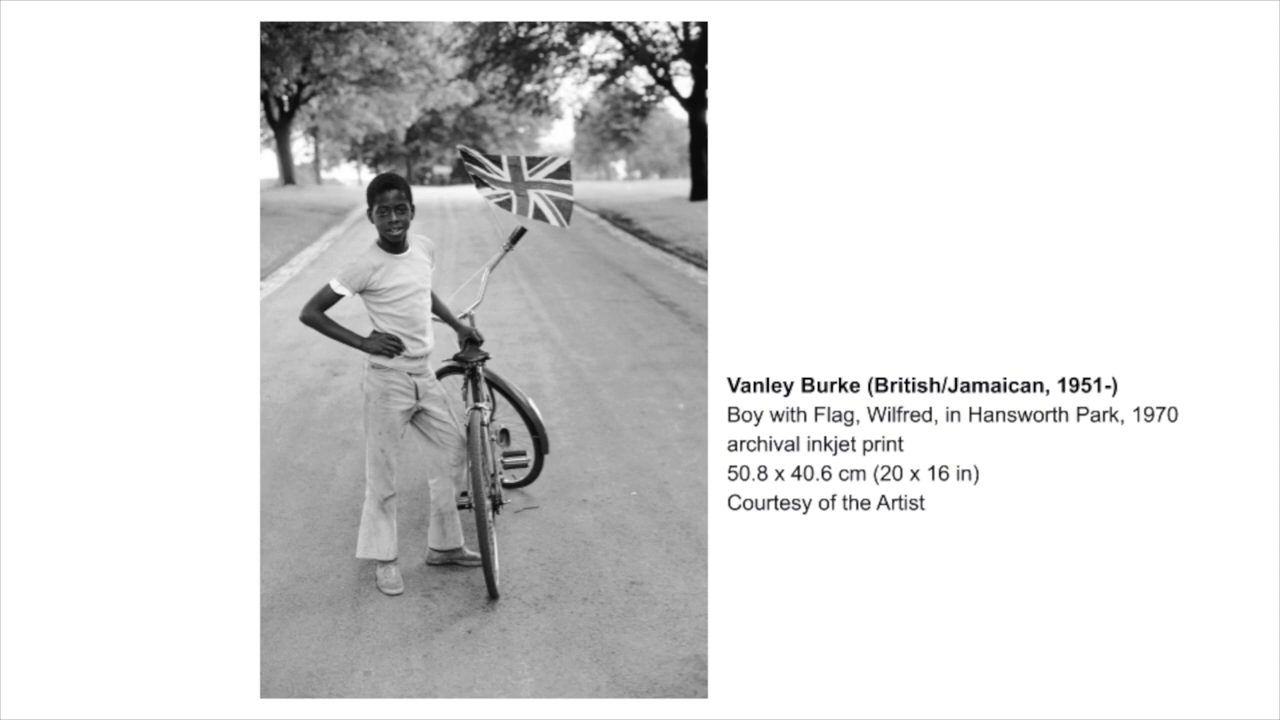 Vanley Burke (British/Jamaican, 1951-)
Boy with Flag, Wilfred, in Hansworth Park, 1970
archival inkjet print
50.8 x 40.6 cm (20 x 16 in)
Courtesy of the Artist